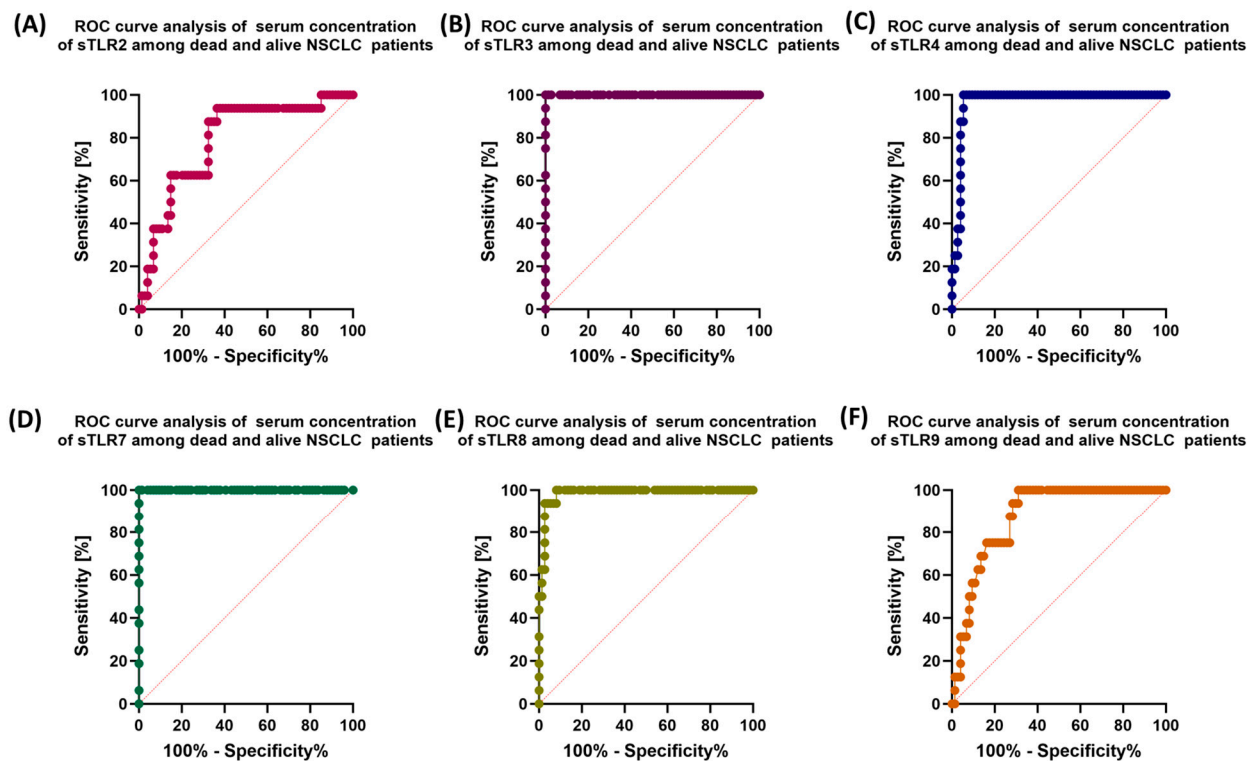 (A)
ROC curve analysis of serum concentration
of sTLR2 among dead and alive NSCLC patients
100
80
60
40
20
0
Sensitivity [%]
0 20 40 60 80 100
100% - Specificity%
(B)
ROC curve analysis of serum concentration
of sTLR3 among dead and alive NSCLC patients
100
80
60
40
20
0
Sensitivity [%]
0 20 40 60 80 100
100% - Specificity%
(C)
ROC curve analysis of serum concentration
of sTLR4 among dead and alive NSCLC patients
100
80
60
40
20
0
Sensitivity [%]
0 20 40 60 80 100
100% - Specificity%
(D)
ROC curve analysis of serum concentration
of sTLR7 among dead and alive NSCLC patients
100
80
60
40
20
0
Sensitivity [%]
0 20 40 60 80 100
100% - Specificity%
(E)
ROC curve analysis of serum concentration
of sTLR8 among dead and alive NSCLC patients
100
80
60
40
20
0
Sensitivity [%]
0 20 40 60 80 100
100% - Specificity%
(F)
ROC curve analysis of serum concentration
of sTLR9 among dead and alive NSCLC patients
100
80
60
40
20
0
Sensitivity [%]
0 20 40 60 80 100
100% - Specificity%